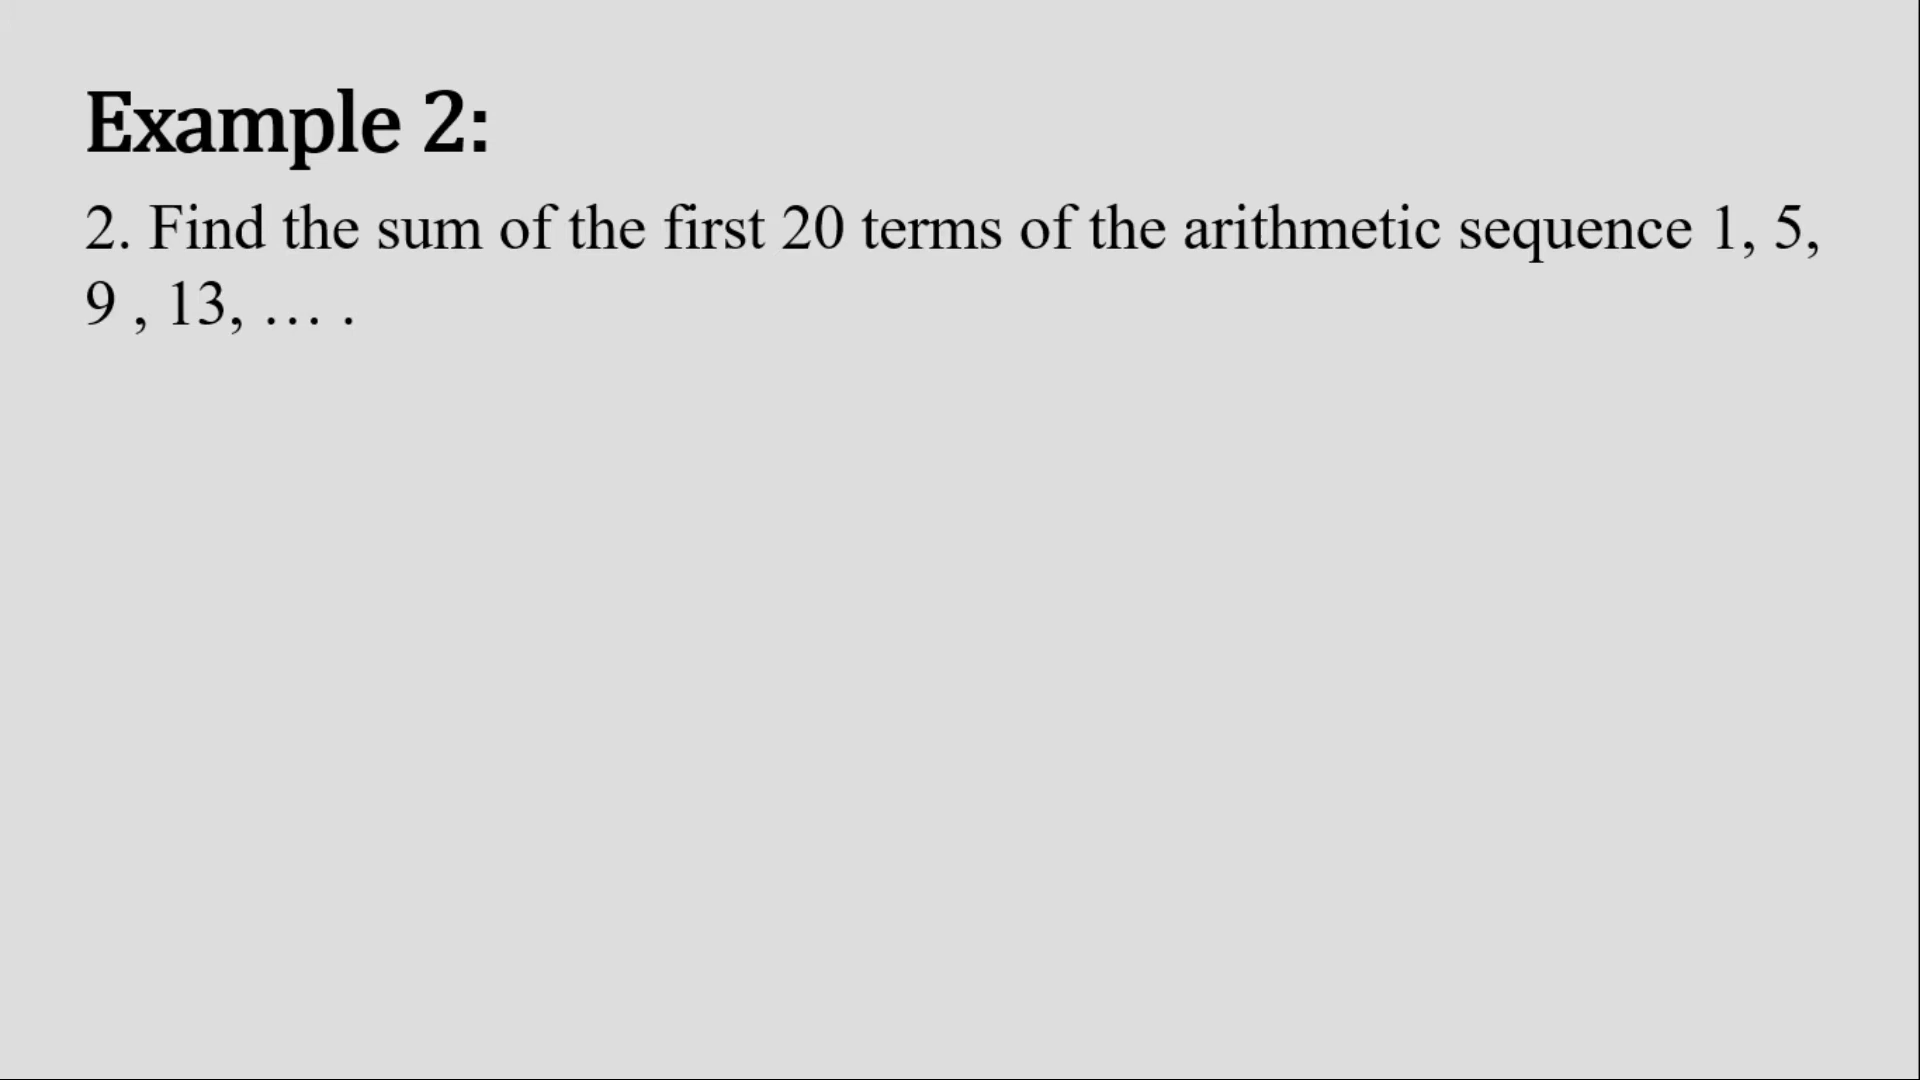 Example 2:
2. Find the sum of the first 20 terms of the arithmetic sequence 1, 5,
9 , 13, … .